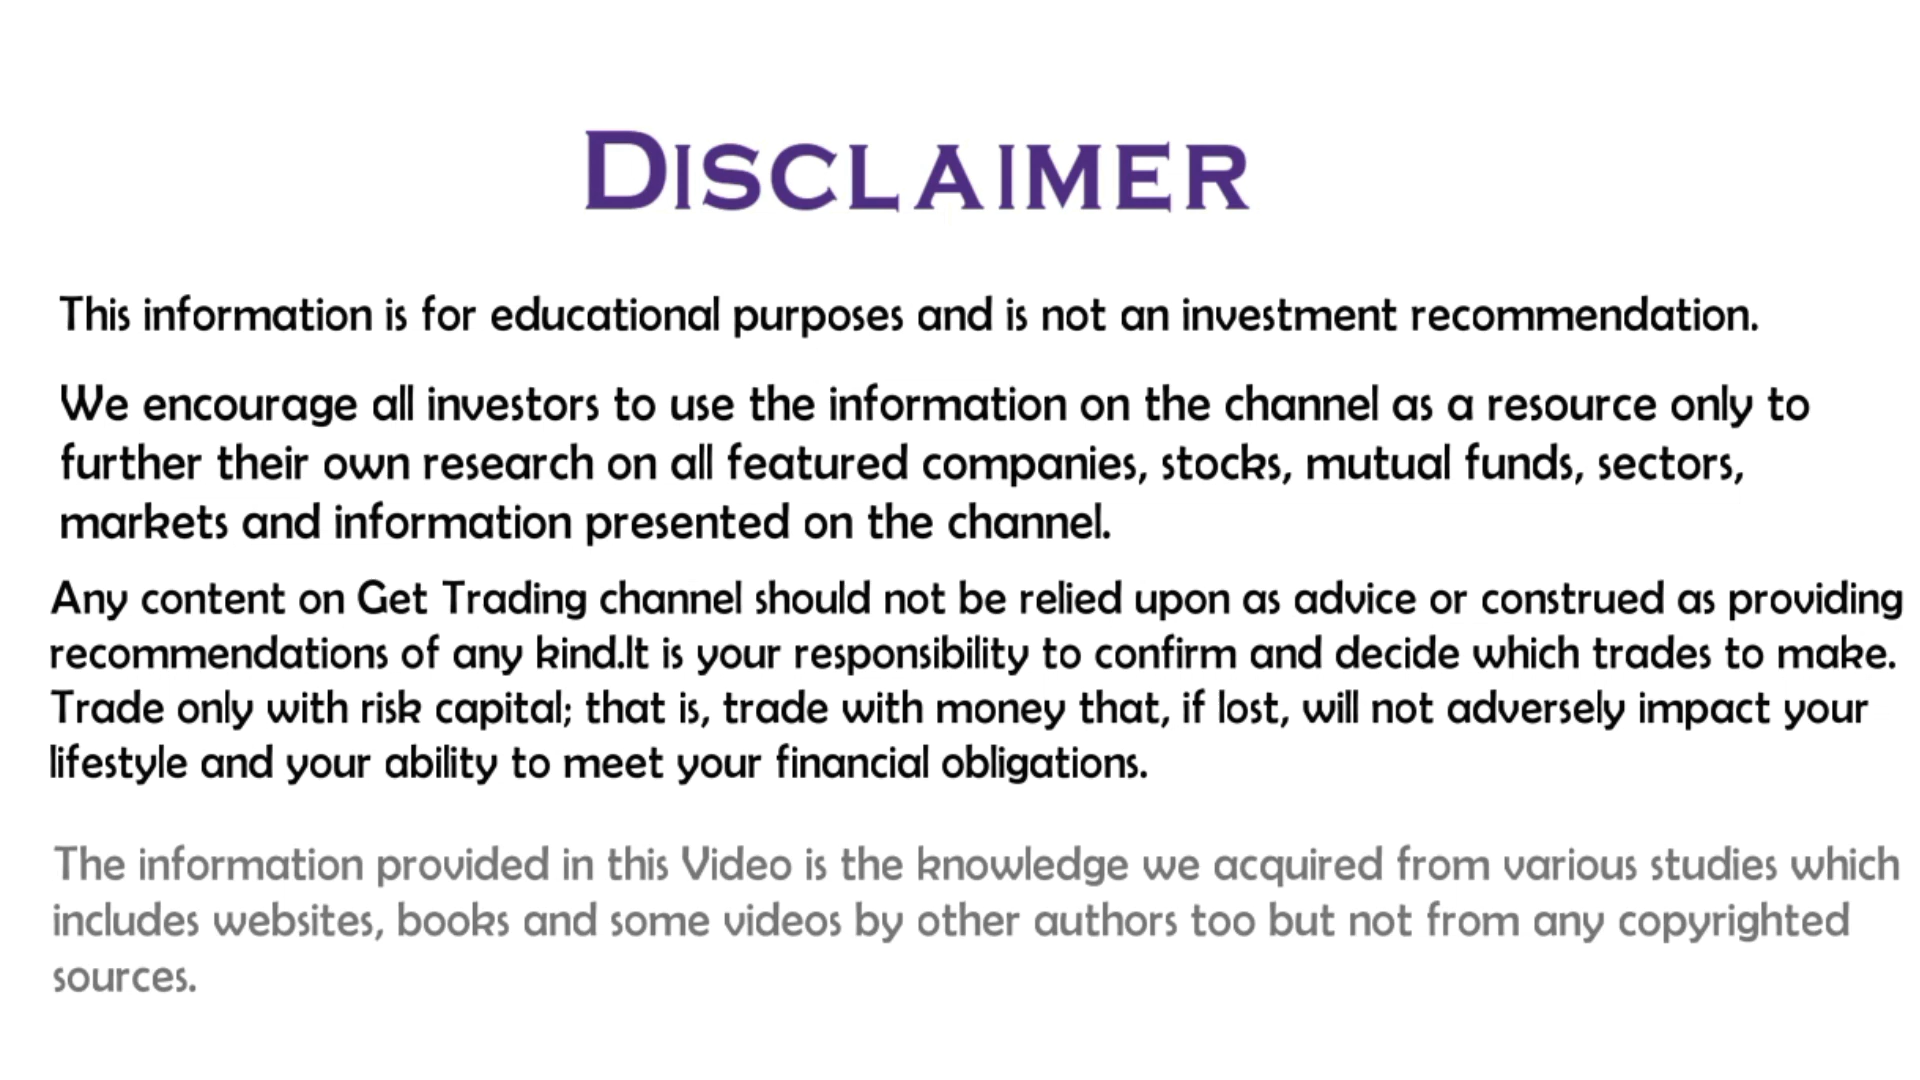 DISCLAIMER
This information is for educational purposes and is not an investment recommendation.
We encourage all investors to use the information on the channel as a resource only to
further their own research on all featured companies, stocks, mutual funds, sectors,
markets and information presented on the channel.
Any content on Get Trading channel should not be relied upon as advice or construed as providing
recommendations of any kind.It is your responsibility to confirm and decide which trades to make.
Trade only with risk capital; that is, trade with money that, if lost, will not adversely impact your
lifestyle and your ability to meet your financial obligations.
The information provided in this Video is the knowledge we acquired from various studies which
includes websites, books and some videos by other authors too but not from any copyrighted
sources.